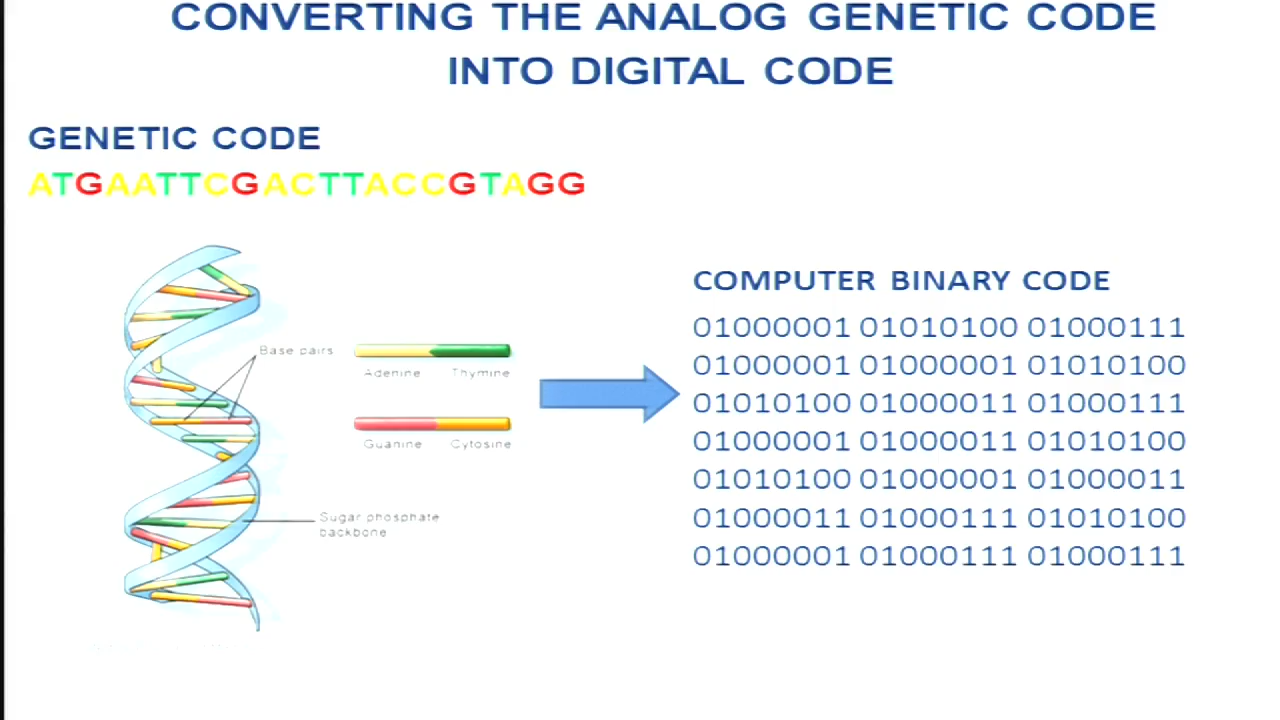 CONVERTING THE ANALOG GENETIC CODE
INTO DIGITAL CODE
GENETIC CODE
ATGAATTCGACTTACCGTAGG
Base pairs
Adenine Thymine
Guanine Cytosine
Sugar phosphate
backbone
COMPUTER BINARY CODE
01000001 01010100 01000111
01000001 01000001 01010100
01010100 01000011 01000111
01000001 01000011 01010100
01010100 01000001 01000011
01000011 01000111 01010100
01000001 01000111 01000111